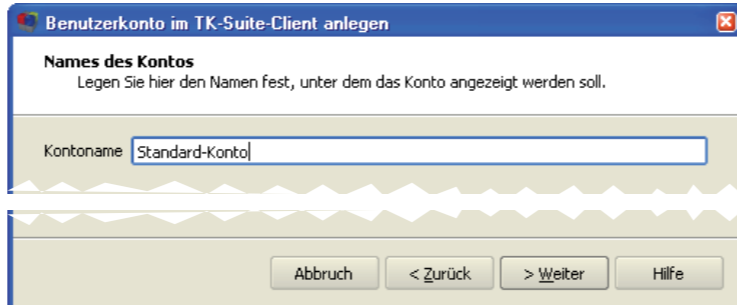 Benutzerkonto im TK-Suite-Client anlegen
Names des Kontos
Legen Sie hier den Namen fest, unter dem das Konto angezeigt werden soll.
Kontoname Standard-Konto
Abbruch < Zurück > Weiter Hilfe